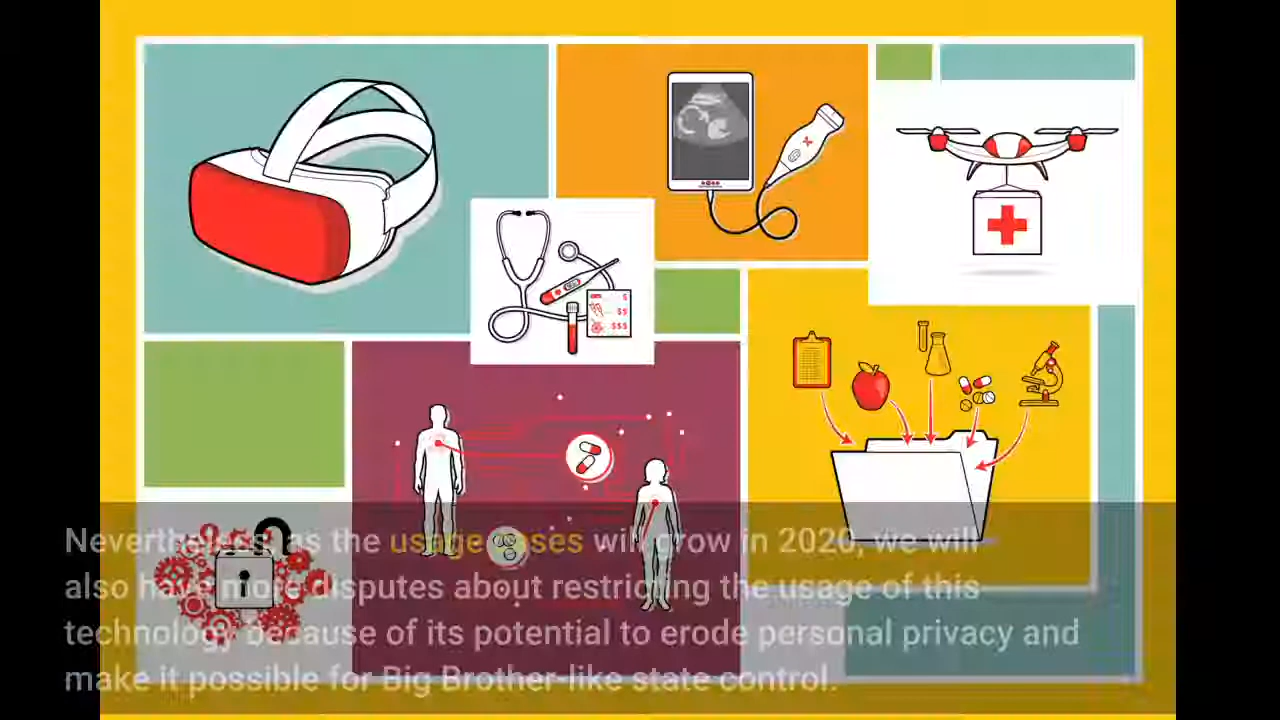 $
$$
$$$
Nevertheless, as the usage cases will grow in 2020, we will
also have more disputes about restricting the usage of this
technology because of its potential to erode personal privacy and
make it possible for Big Brother-like state control.